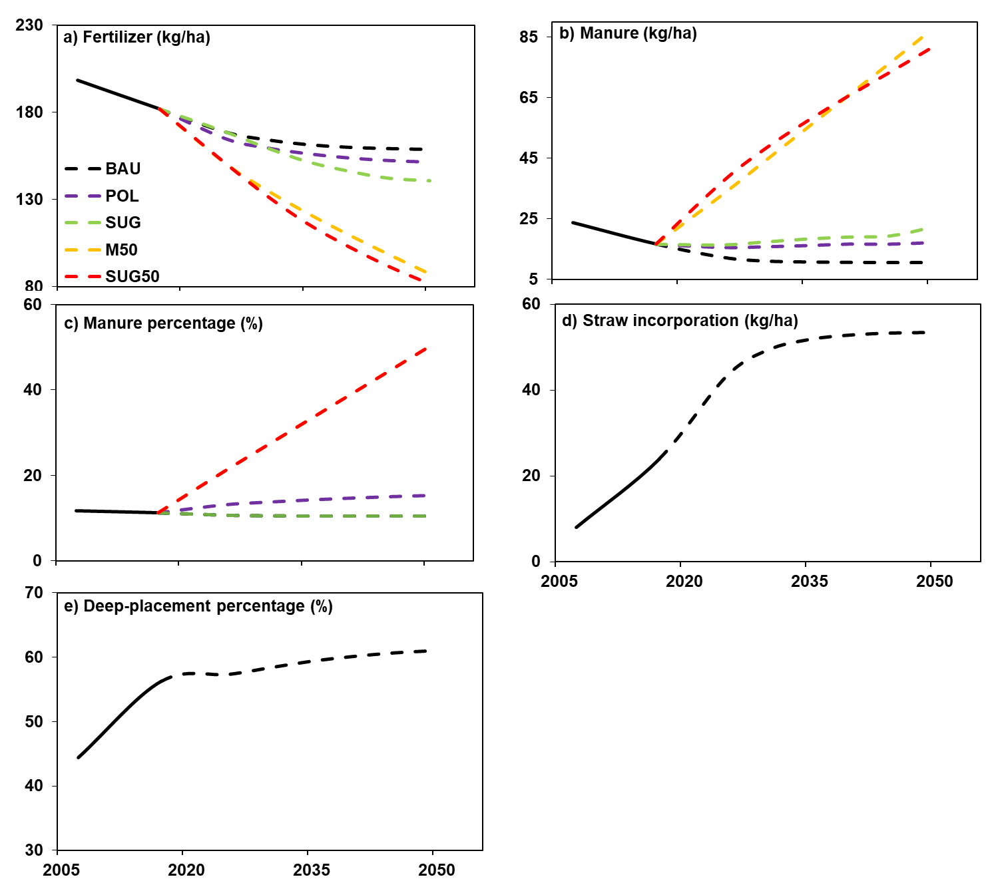 a) Fertilizer (kg/ha)
230
180
130
80
BAU
POL
SUG
M50
SUG50
b) Manure (kg/ha)
85
65
45
25
5
c) Manure percentage (%)
60
40
20
0
d) Straw incorporation (kg/ha)
60
40
20
0
2005 2020 2035 2050
e) Deep-placement percentage (%)
70
60
50
40
30
2005 2020 2035 2050